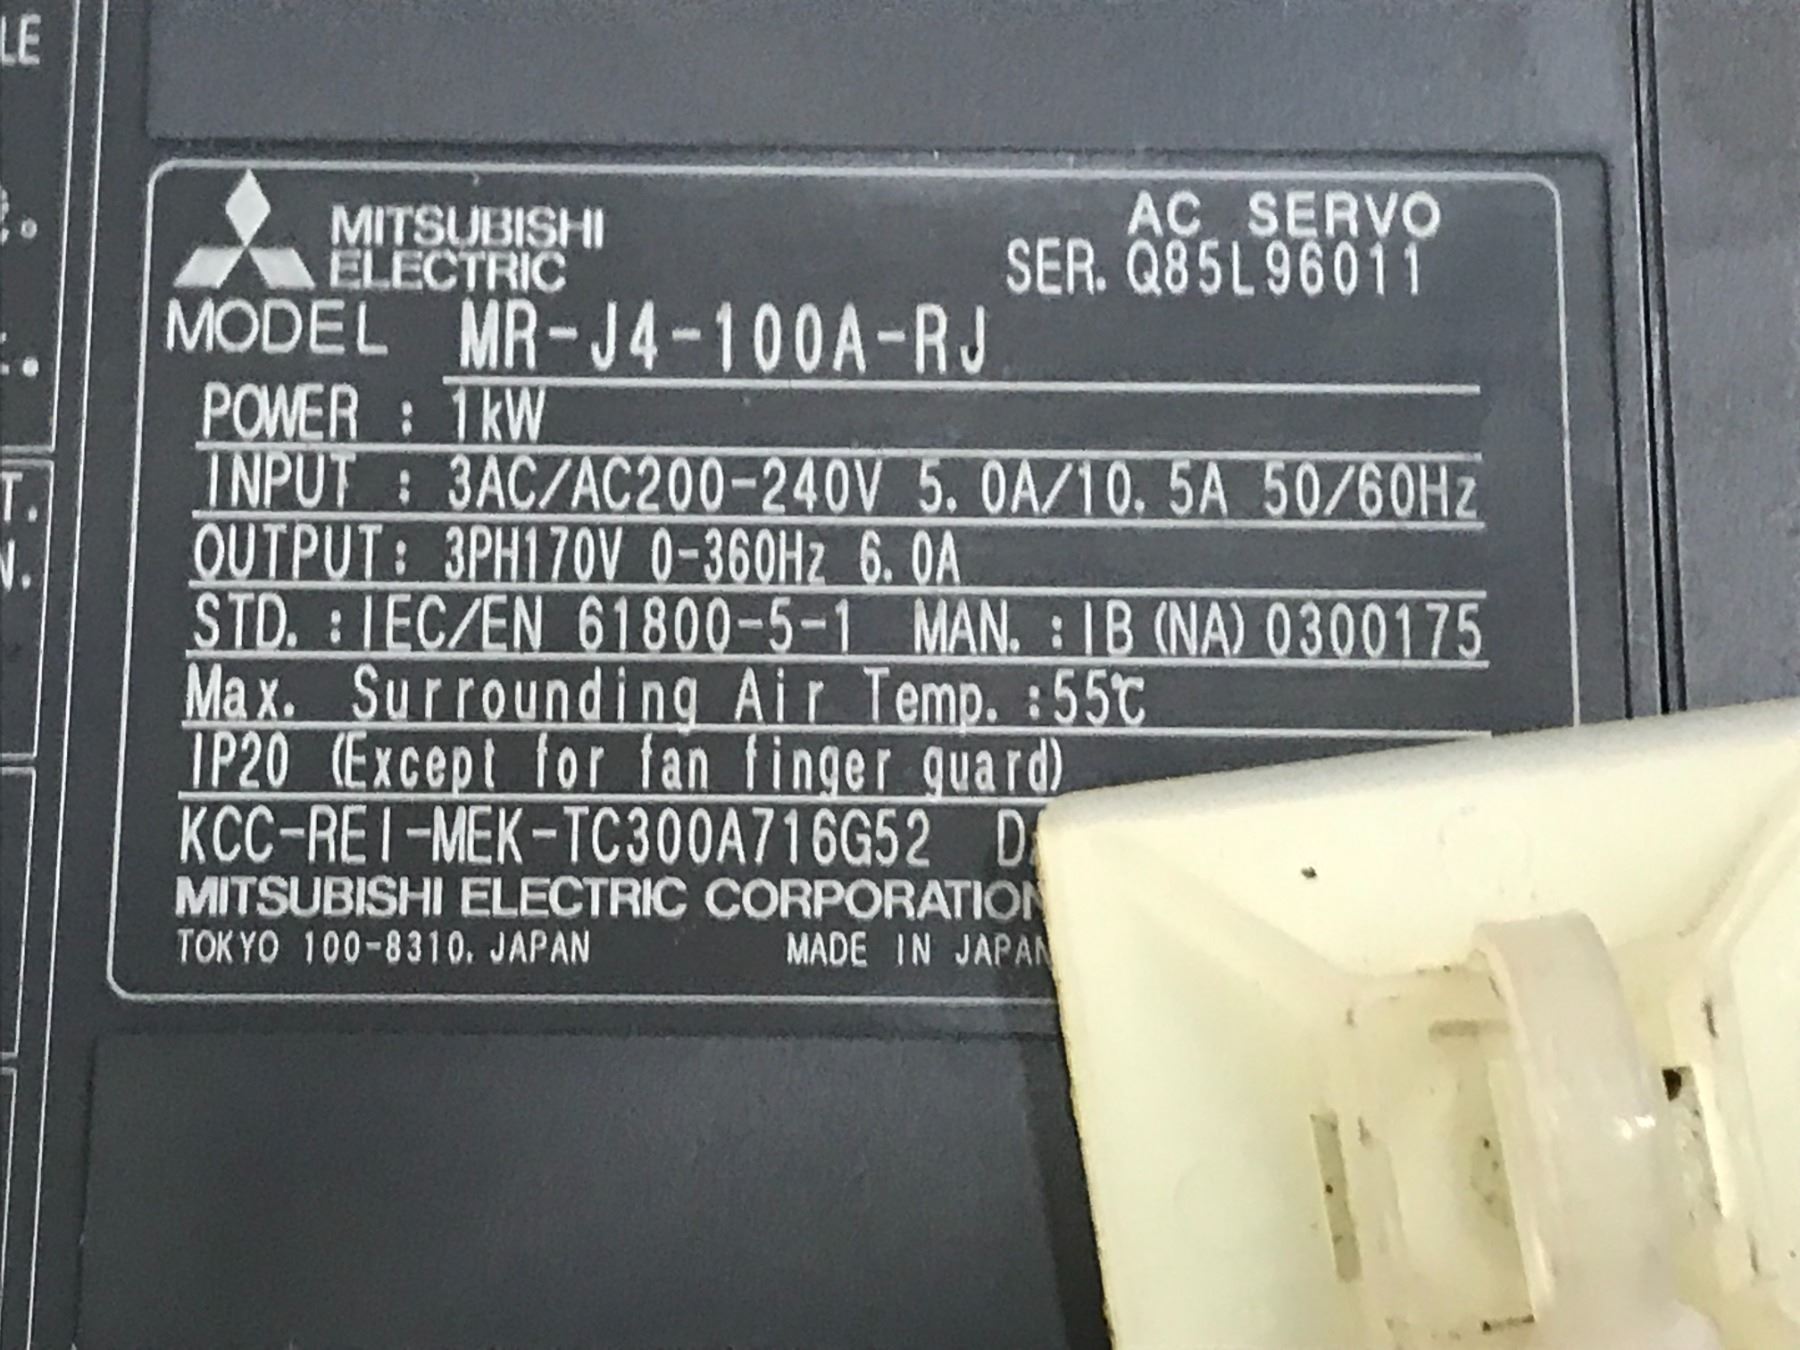 LE
MITSUBISHI
ELECTRIC
AC SERVO
SER. Q85L96011
MODEL MR-J4-100A-RJ
POWER : 1kW
INPUT : 3AC/AC200-240V 5.0A/10.5A 50/60Hz
OUTPUT: 3PH170V 0-360Hz 6.0A
STD. : IEC/EN 61800-5-1 MAN. : IB (NA) 0300175
Max. Surrounding Air Temp. :55℃
IP20 (Except for fan finger guard)
KCC-REI-MEK-TC300A716G52 D
MITSUBISHI ELECTRIC CORPORATION
TOKYO 100-8310, JAPAN MADE IN JAPAN
T.
N.